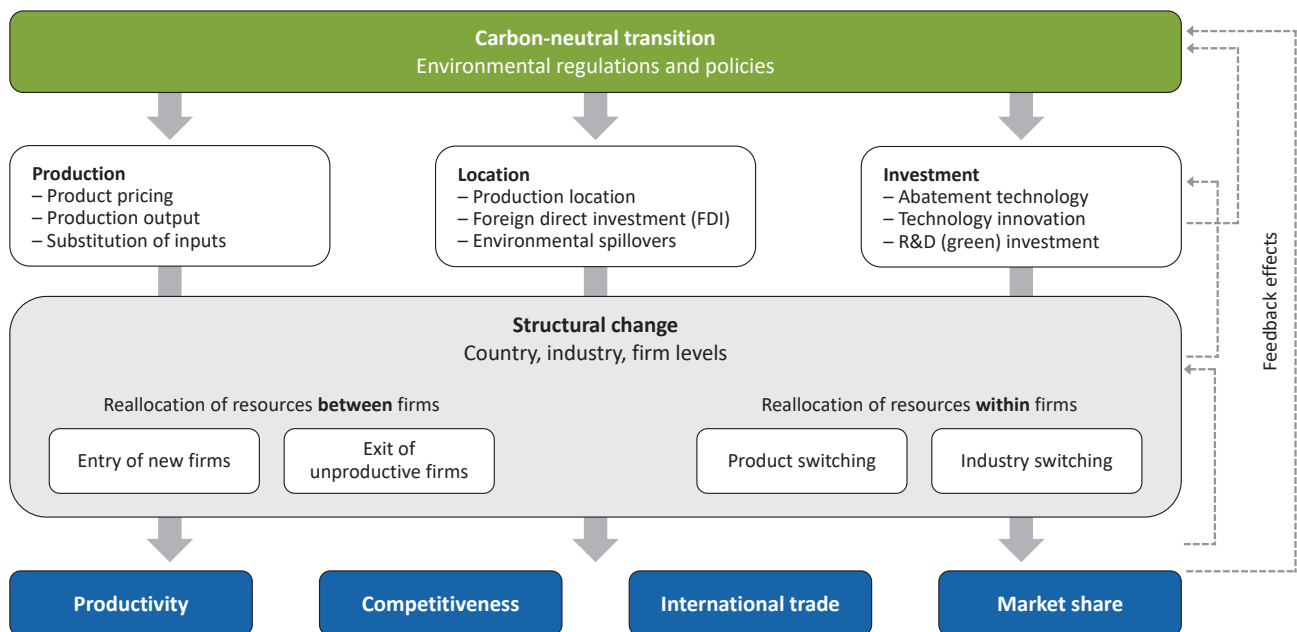 Carbon-neutral transition
Environmental regulations and policies
Production
– Product pricing
– Production output
– Substitution of inputs
Location
– Production location
– Foreign direct investment (FDI)
– Environmental spillovers
Investment
– Abatement technology
– Technology innovation
– R&D (green) investment
Feedback effects
Structural change
Country, industry, firm levels
Reallocation of resources between firms
Entry of new firms
Exit of
unproductive firms
Reallocation of resources within firms
Product switching
Industry switching
Productivity
Competitiveness
International trade
Market share